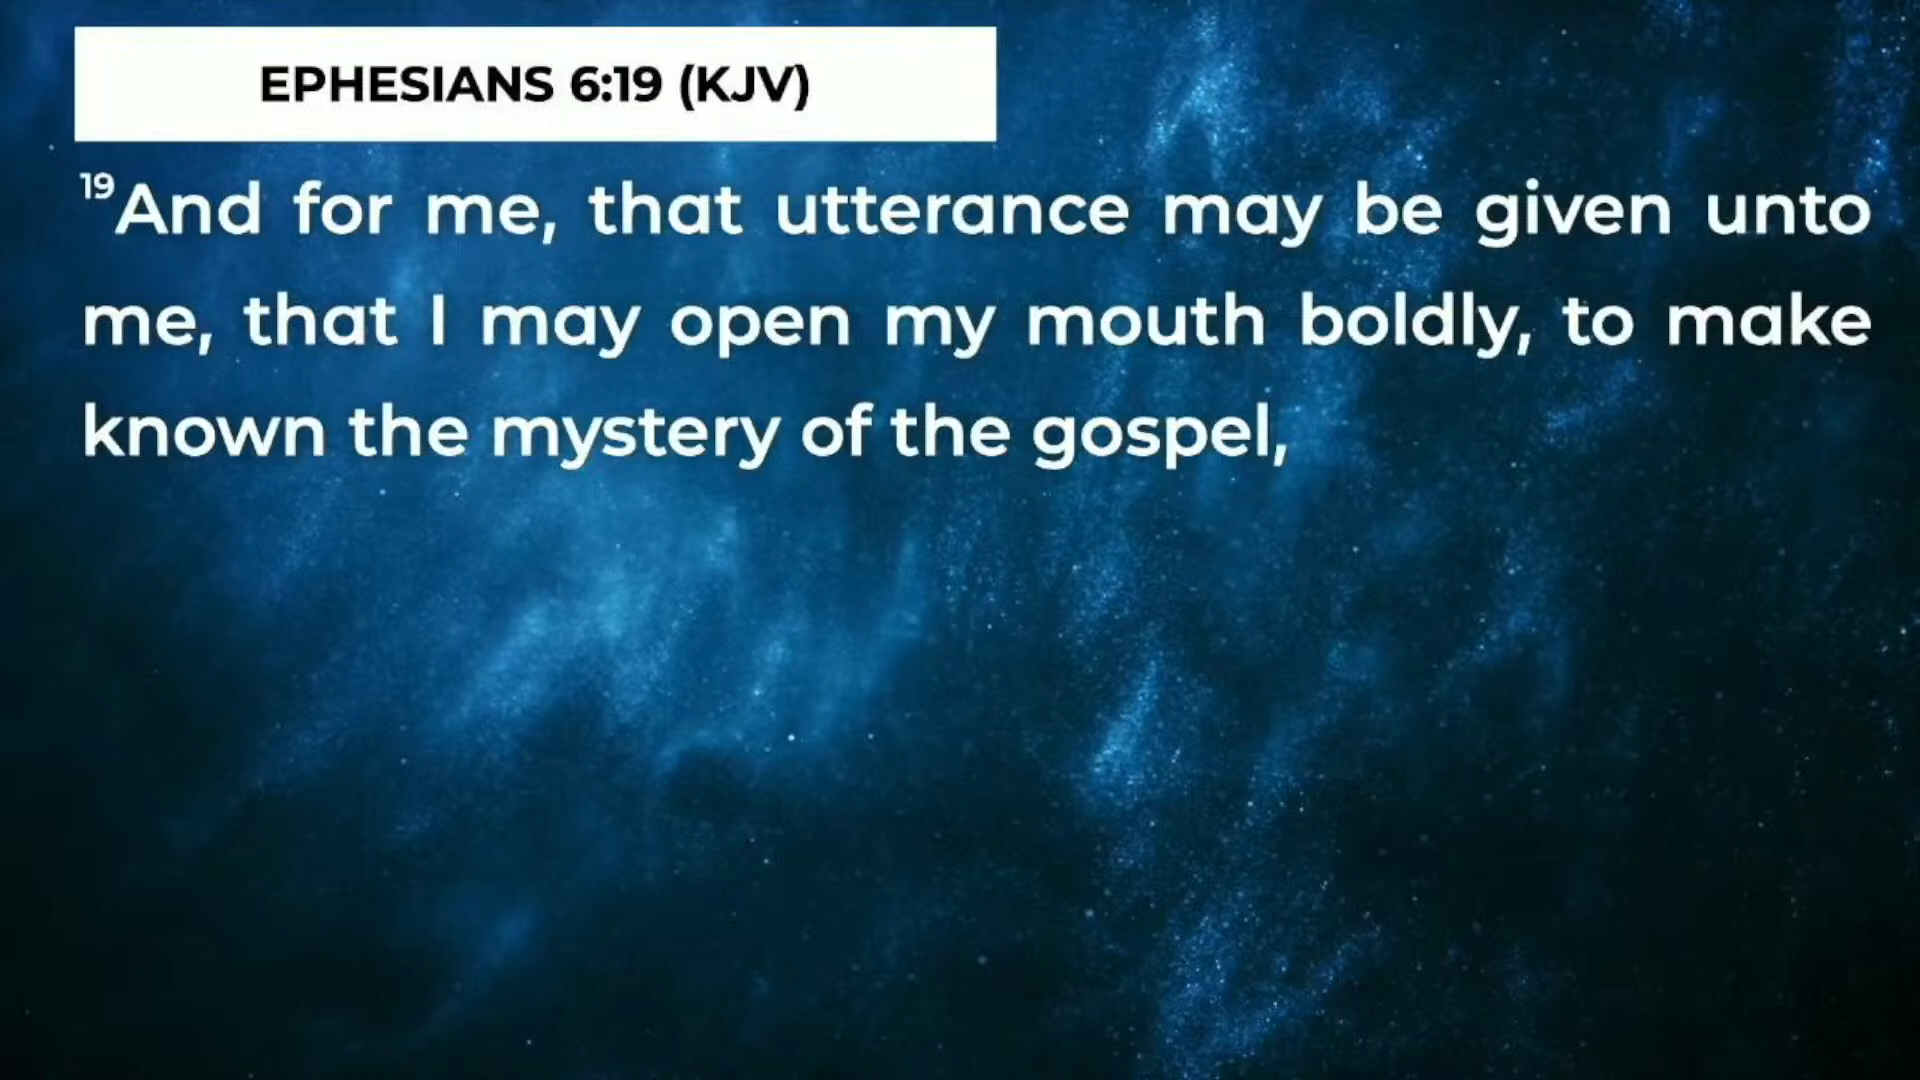 EPHESIANS 6:19 (KJV)
19And for me, that utterance may be given unto
me, that I may open my mouth boldly, to make
known the mystery of the gospel,